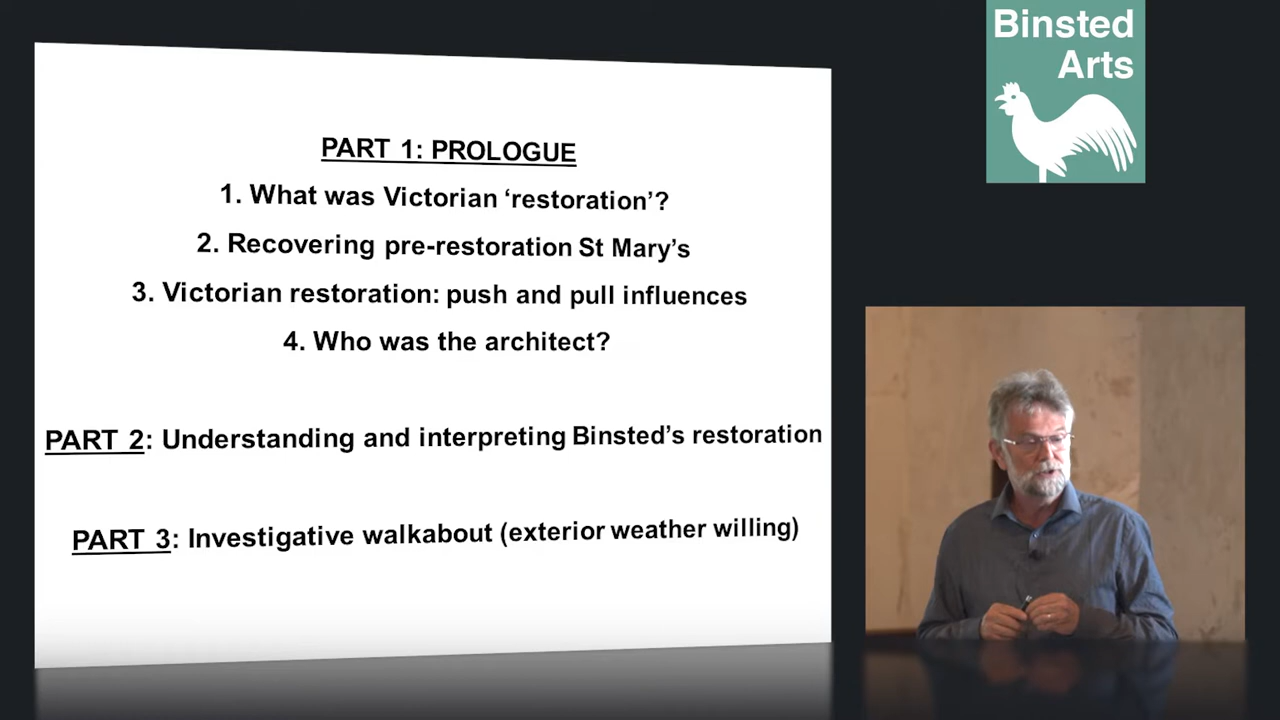 PART 1: PROLOGUE
1. What was Victorian ‘restoration’?
2. Recovering pre-restoration St Mary’s
3. Victorian restoration: push and pull influences
4. Who was the architect?
PART 2: Understanding and interpreting Binsted’s restoration
PART 3: Investigative walkabout (exterior weather willing)
Binsted
Arts